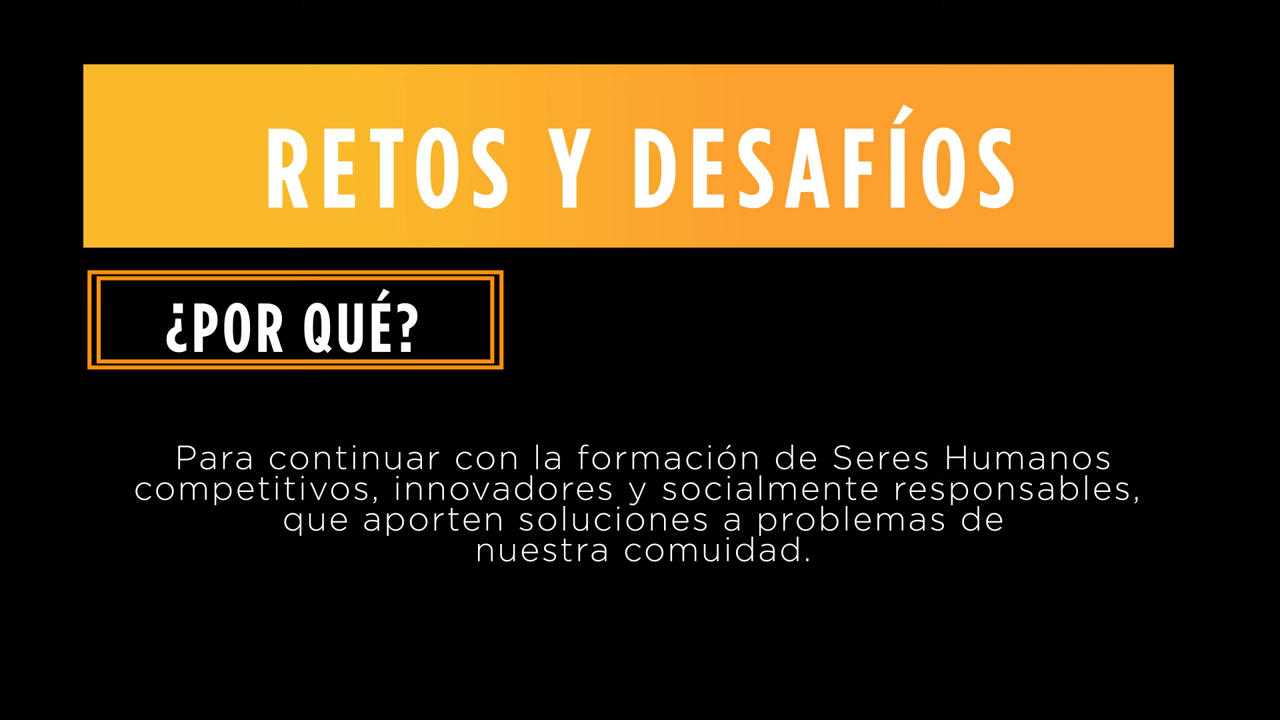 RETOS Y DESAFÍOS
¿POR QUÉ?
Para continuar con la formación de Seres Humanos
competitivos, innovadores y socialmente responsables,
que aporten soluciones a problemas de
nuestra comuidad.